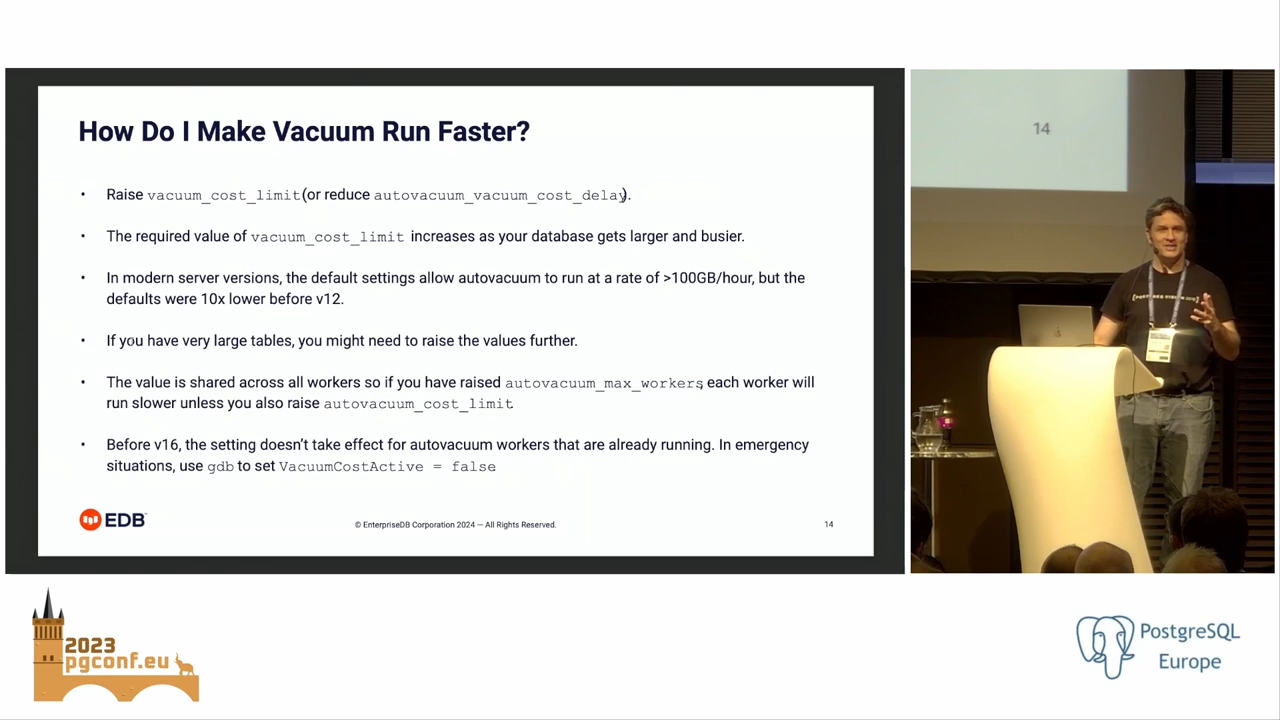 How Do I Make Vacuum Run Faster?
• Raise vacuum_cost_limit(or reduce autovacuum_vacuum_cost_delay).
• The required value of vacuum_cost_limit increases as your database gets larger and busier.
• In modern server versions, the default settings allow autovacuum to run at a rate of >100GB/hour, but the
defaults were 10x lower before v12.
• If you have very large tables, you might need to raise the values further.
• The value is shared across all workers so if you have raised autovacuum_max_workers, each worker will
run slower unless you also raise autovacuum_cost_limit.
• Before v16, the setting doesn't take effect for autovacuum workers that are already running. In emergency
situations, use gdb to set VacuumCostActive = false
EDB
© EnterpriseDB Corporation 2024 — All Rights Reserved.
14
14
2023
pgconf.eu
PostgreSQL
Europe